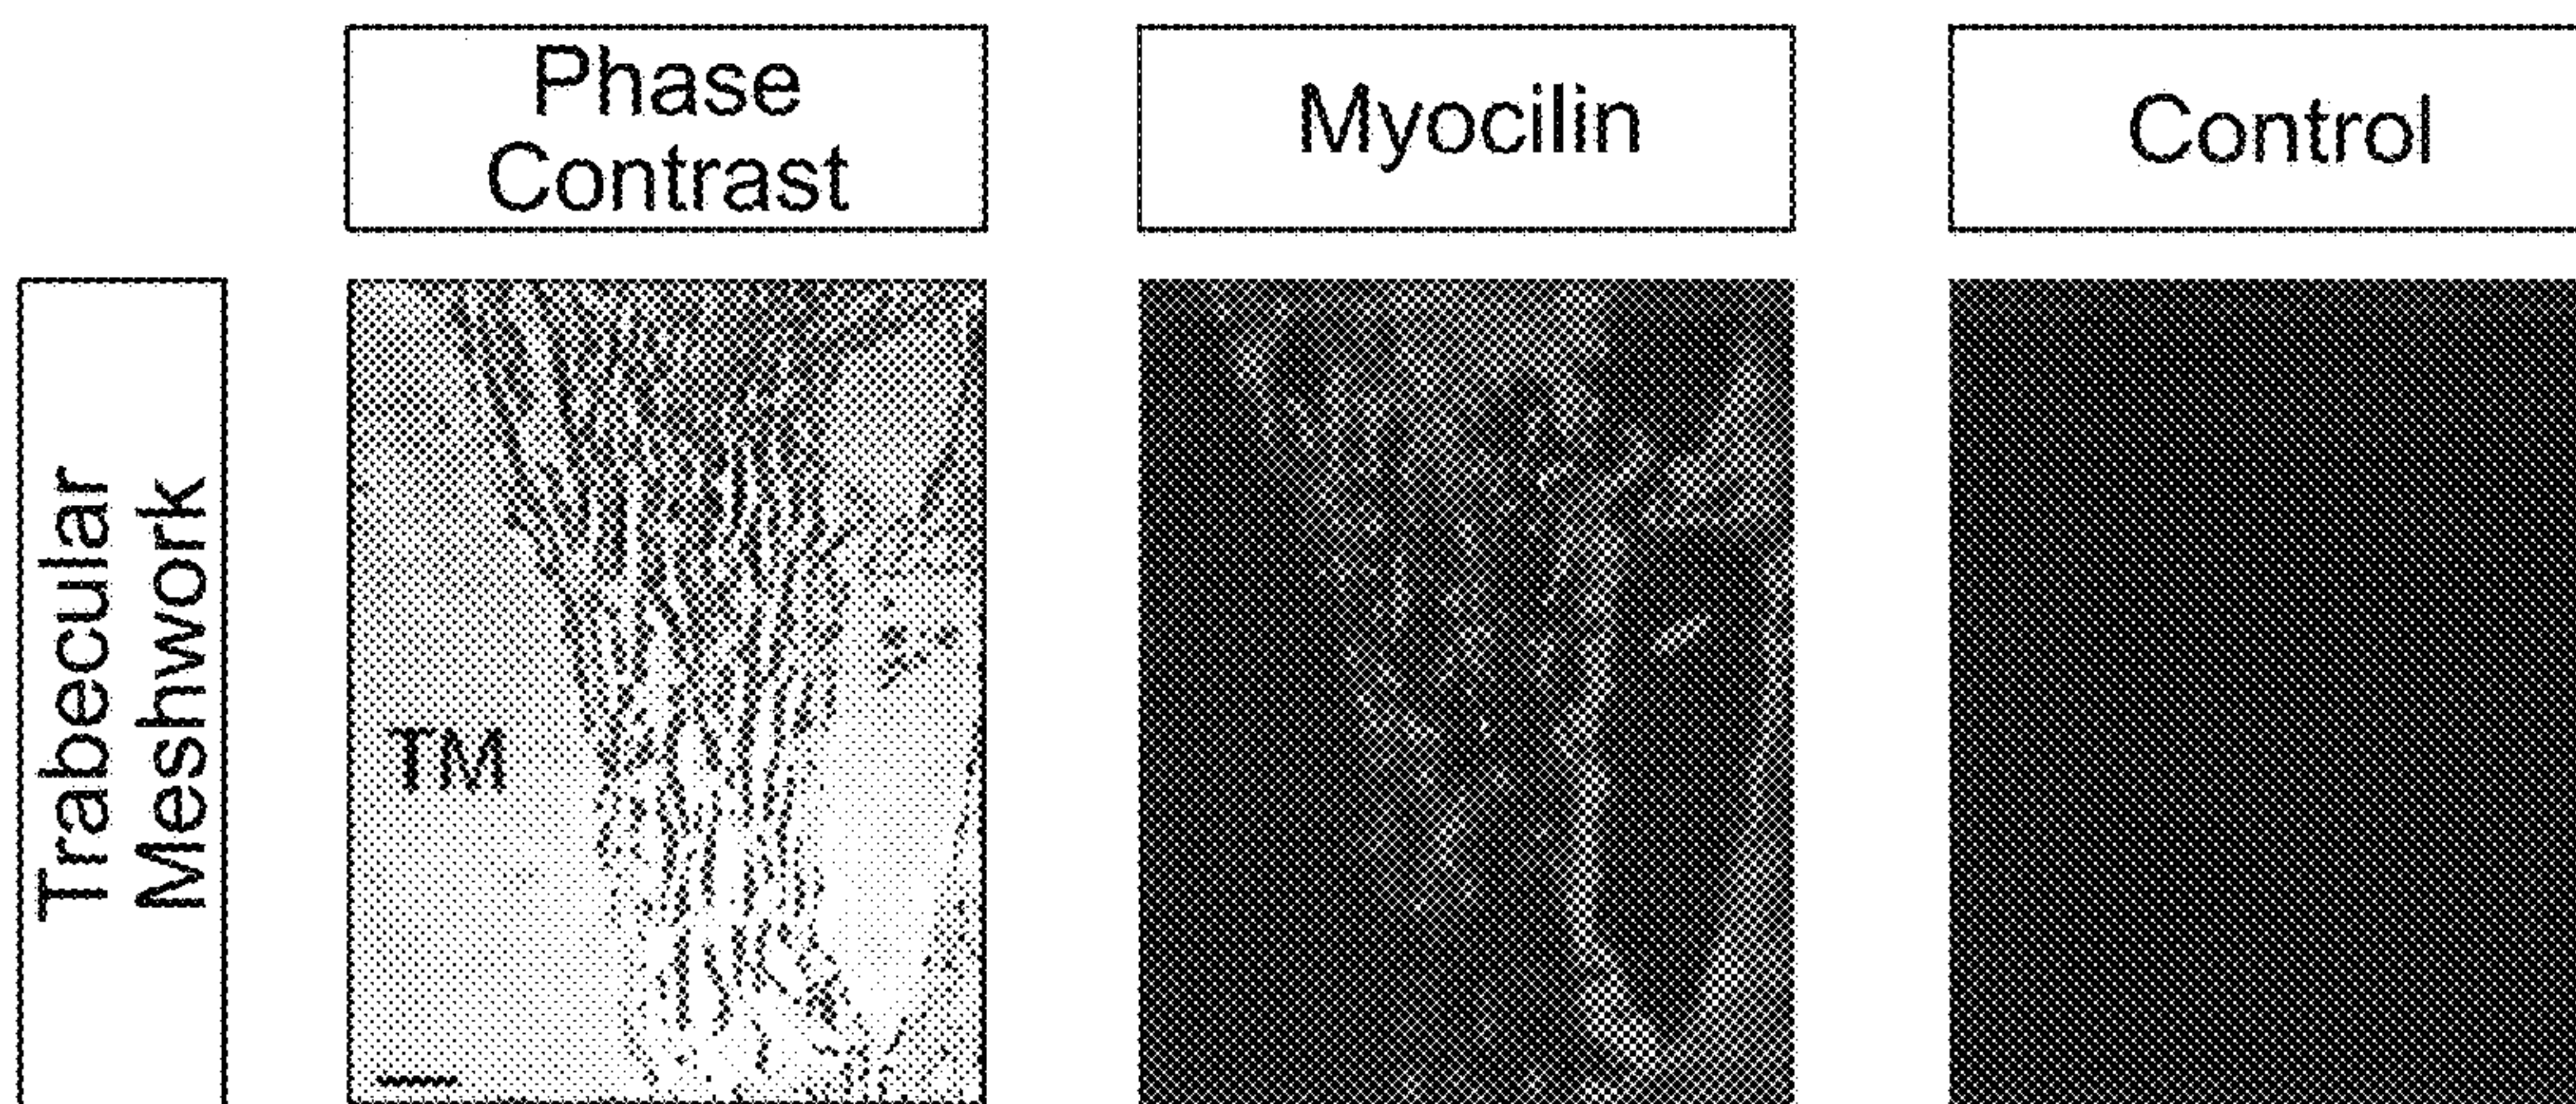 Phase
Contrast
Myocilin
Control
Trabecular
Meshwork
TM